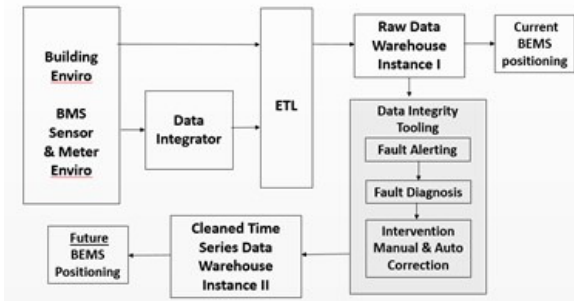 Building
Enviro
BMS
Sensor
& Meter
Enviro
Data
Integrator
ETL
Raw Data
Warehouse
Instance I
Current
BEMS
positioning
Data Integrity
Tooling
Fault Alerting
Fault Diagnosis
Intervention
Manual & Auto
Correction
Cleaned Time
Series Data
Warehouse
Instance II
Future
BEMS
Positioning